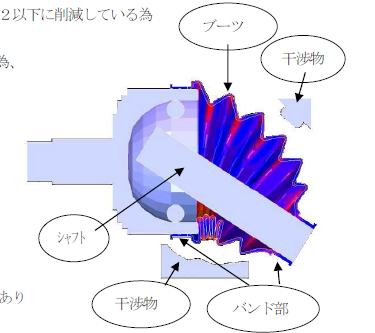 ２以下に削減している為
ブーツ
為、
干渉物
シャフト
あり
干渉物
バンド部